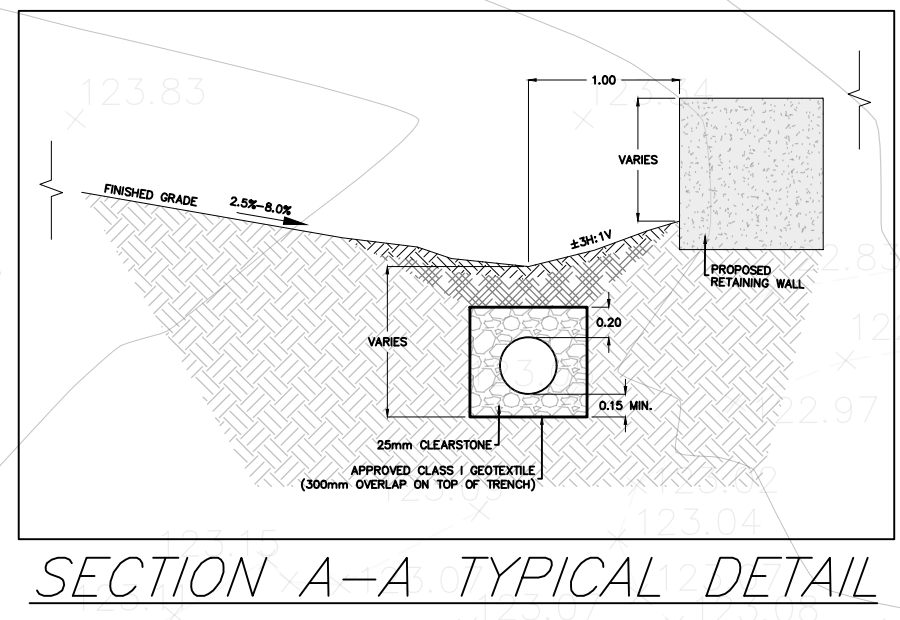 123.83
1.00
VARIES
FINISHED GRADE
2.5%-8.0%
±3H:1V
PROPOSED
RETAINING WALL
0.20
VARIES
0.15 MIN.
122.97
25mm CLEARSTONE
APPROVED CLASS I GEOTEXTILE
(300mm OVERLAP ON TOP OF TRENCH)
123.04
123.15
SECTION A-A TYPICAL DETAIL